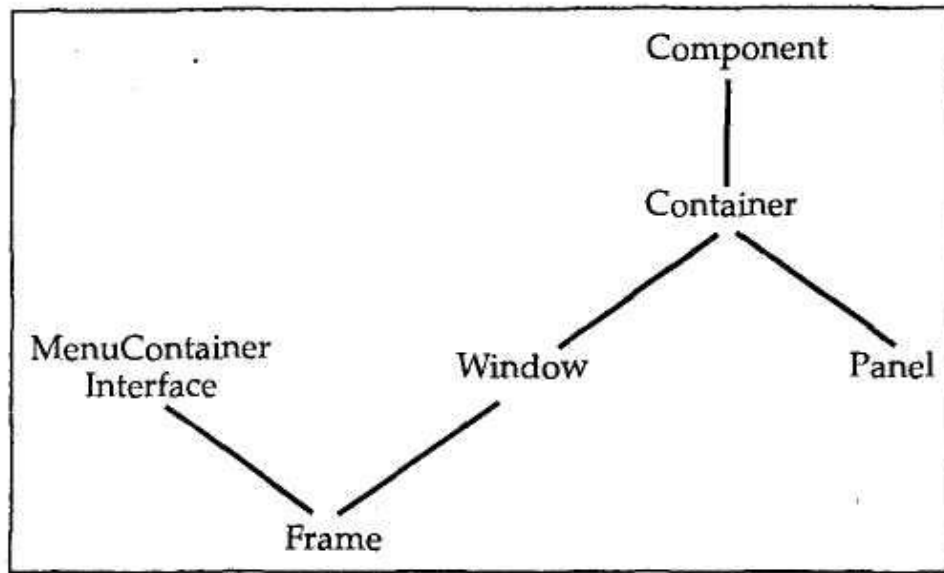 Component
Container
MenuContainer
Interface
Window
Panel
Frame